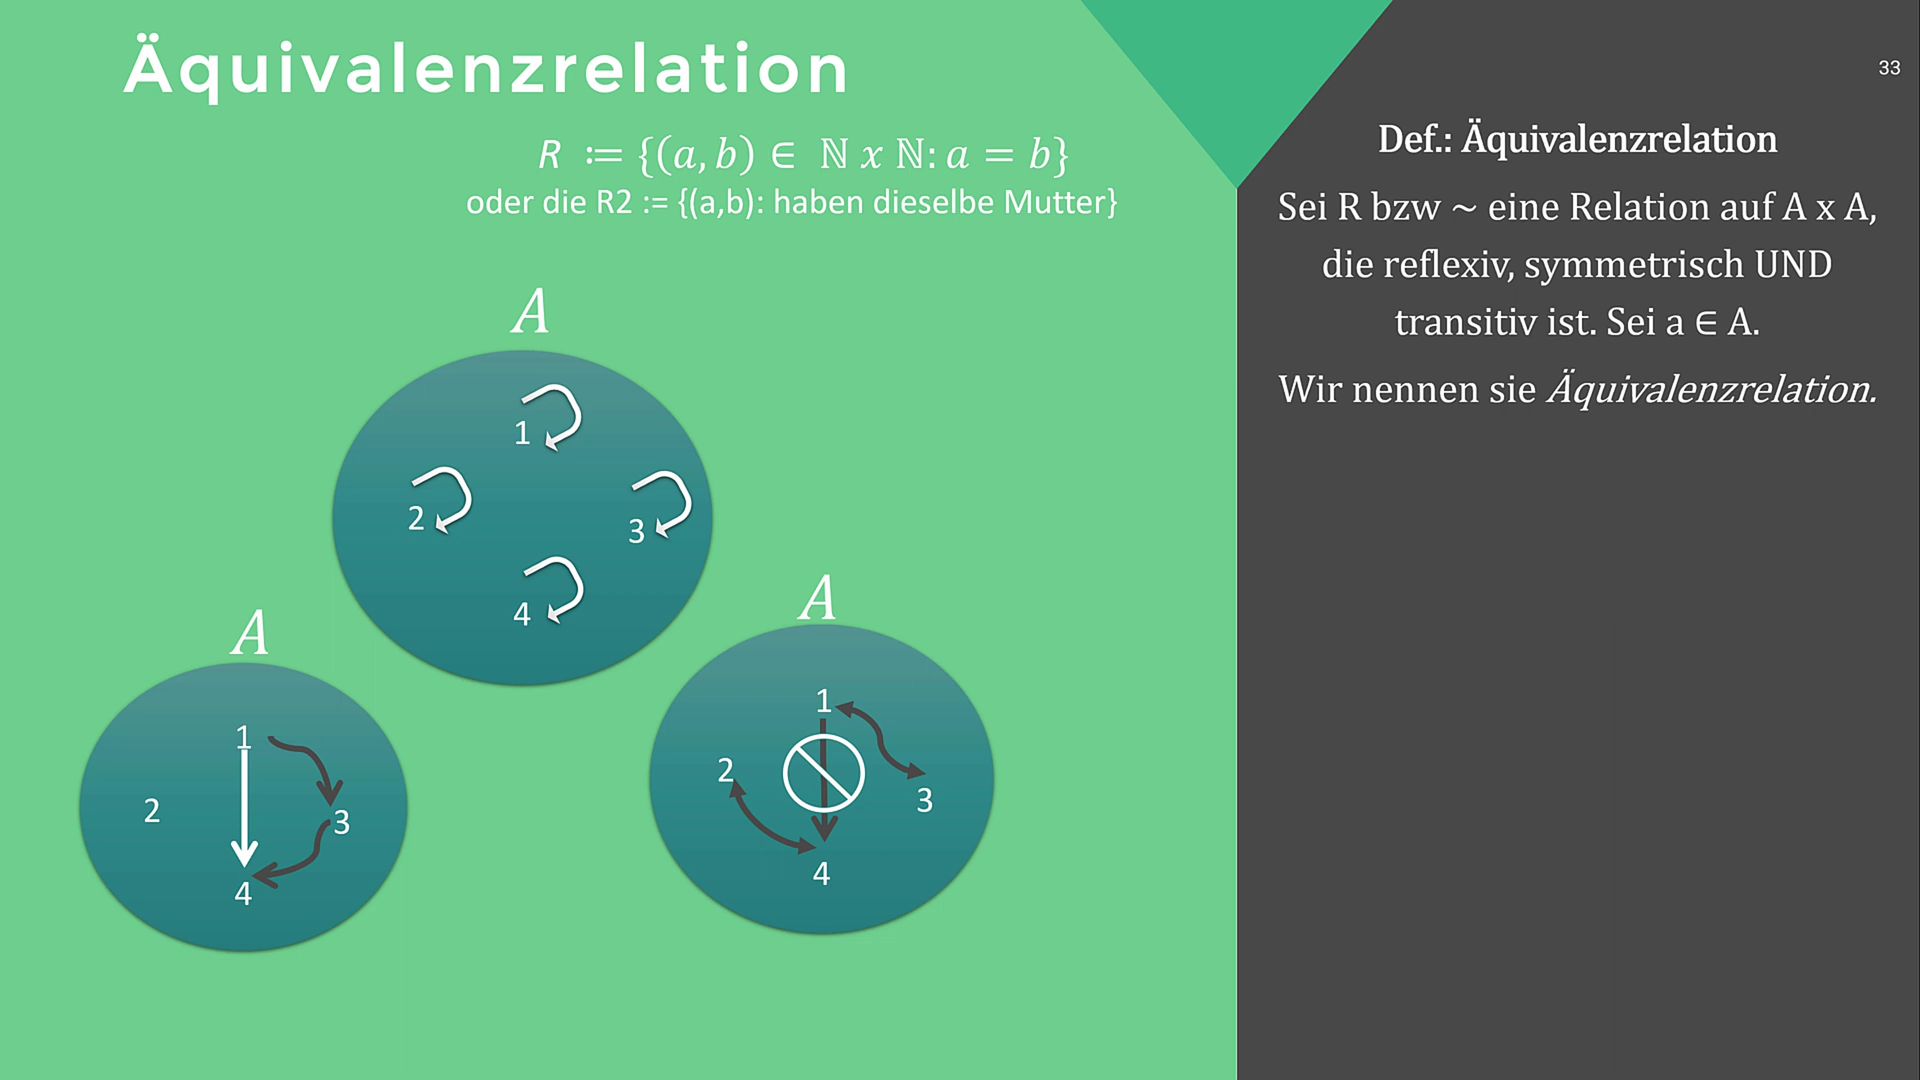 Äquivalenzrelation
33
R := {(a, b) ∈ ℕ x ℕ: a = b}
oder die R2 := {(a,b): haben dieselbe Mutter}
Def.: Äquivalenzrelation
Sei R bzw ~ eine Relation auf A x A,
die reflexiv, symmetrisch UND
transitiv ist. Sei a ∈ A.
Wir nennen sie Äquivalenzrelation.
A
1
2
3
4
A
1
2
3
4
A
1
2
3
4